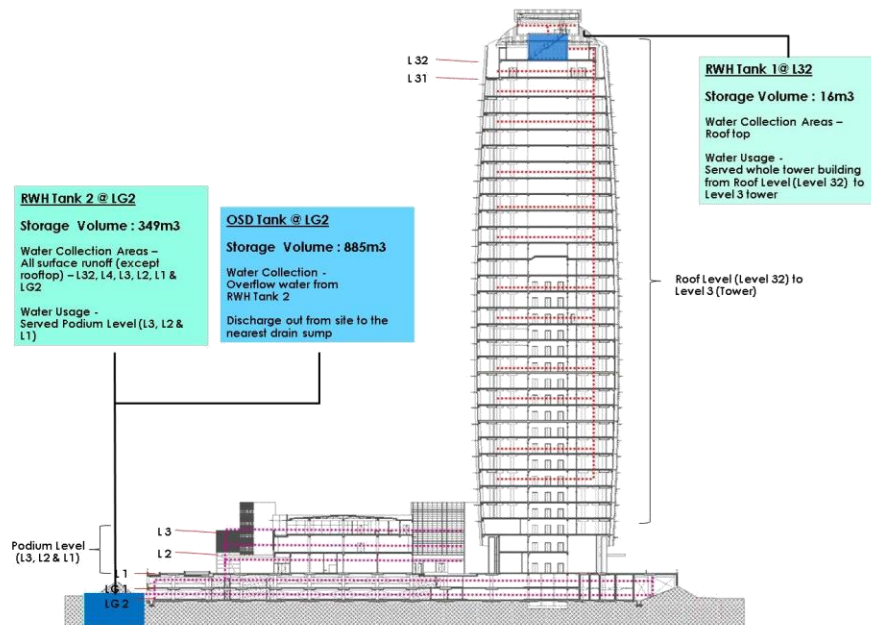 L 32
L 31
RWH Tank 1@ L32
Storage Volume : 16m3
Water Collection Areas –
Rooftop
Water Usage -
Served whole tower building
from Roof Level (Level 32) to
Level 3 tower
RWH Tank 2 @ LG2
Storage Volume : 349m3
Water Collection Areas –
All surface runoff (except
rooftop) – L32, L4, L3, L2, L1 &
LG2
Water Usage -
Served Podium Level (L3, L2 &
L1)
OSD Tank @ LG2
Storage Volume : 885m3
Water Collection -
Overflow water from
RWH Tank 2
Discharge out from site to the
nearest drain sump
Roof Level (Level 32) to
Level 3 (Tower)
Podium Level
(L3, L2 & L1)
L 3
L 2
L 1
LG 1
LG 2